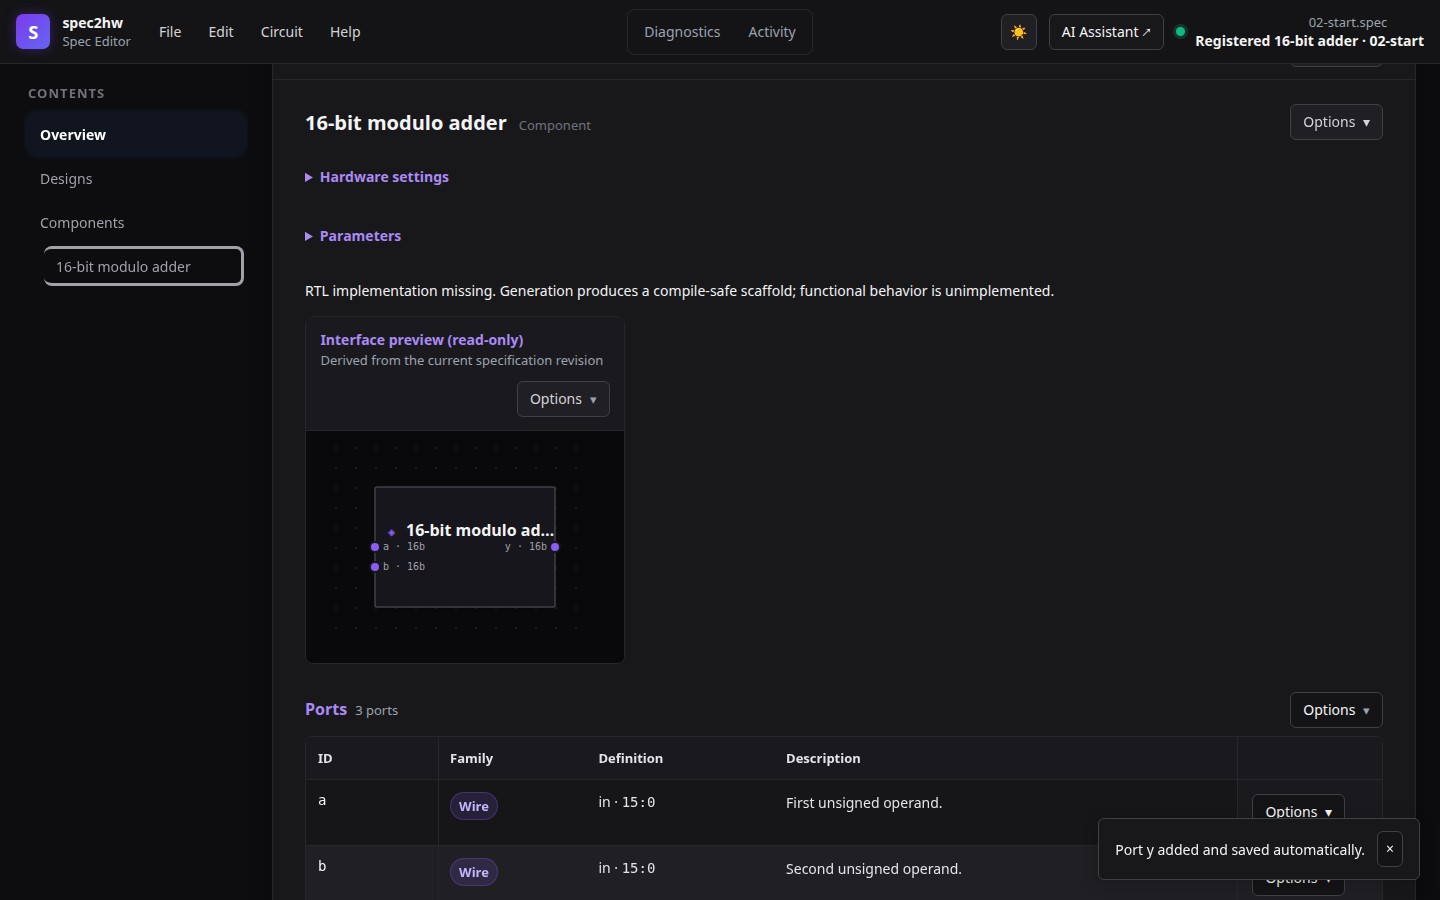 S
spec2hw
Spec Editor
File
Edit
Circuit
Help
Diagnostics
Activity
☀️
AI Assistant ↗
02-start.spec
Registered 16-bit adder · 02-start
CONTENTS
Overview
Designs
Components
16-bit modulo adder
16-bit modulo adder Component
Options ▾
▶ Hardware settings
▶ Parameters
RTL implementation missing. Generation produces a compile-safe scaffold; functional behavior is unimplemented.
Interface preview (read-only)
Derived from the current specification revision
Options ▾
◈ 16-bit modulo ad...
a · 16b
y · 16b
b · 16b
Ports 3 ports
Options ▾
ID Family Definition Description
a Wire in · 15:0 First unsigned operand. Options ▾
b Wire in · 15:0 Second unsigned operand. Options ▾
Port y added and saved automatically. ×